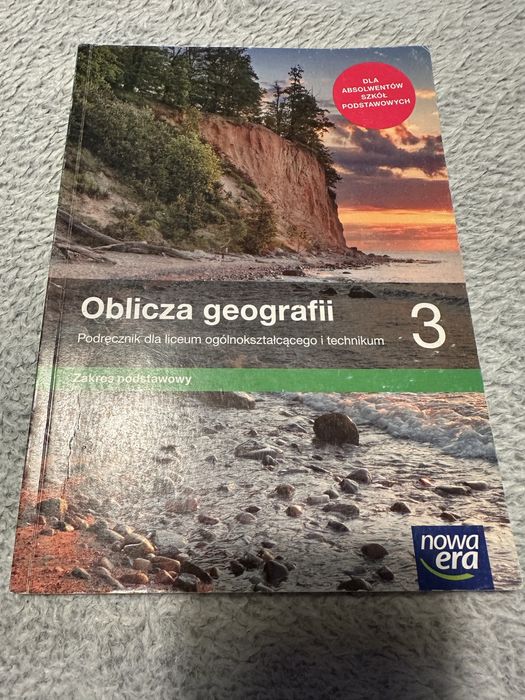 DLA
ABSOLWENTÓW
SZKÓŁ
PODSTAWOWYCH
Oblicza geografii 3
Podręcznik dla liceum ogólnokształcącego i technikum
Zakres podstawowy
nowa
era